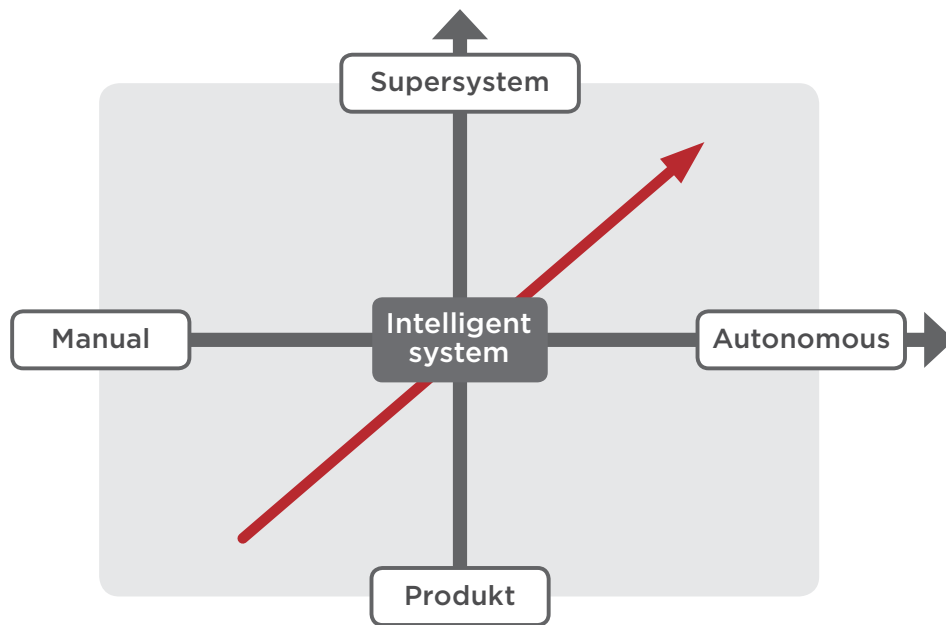 Supersystem
Manual
Intelligent
system
Autonomous
Produkt